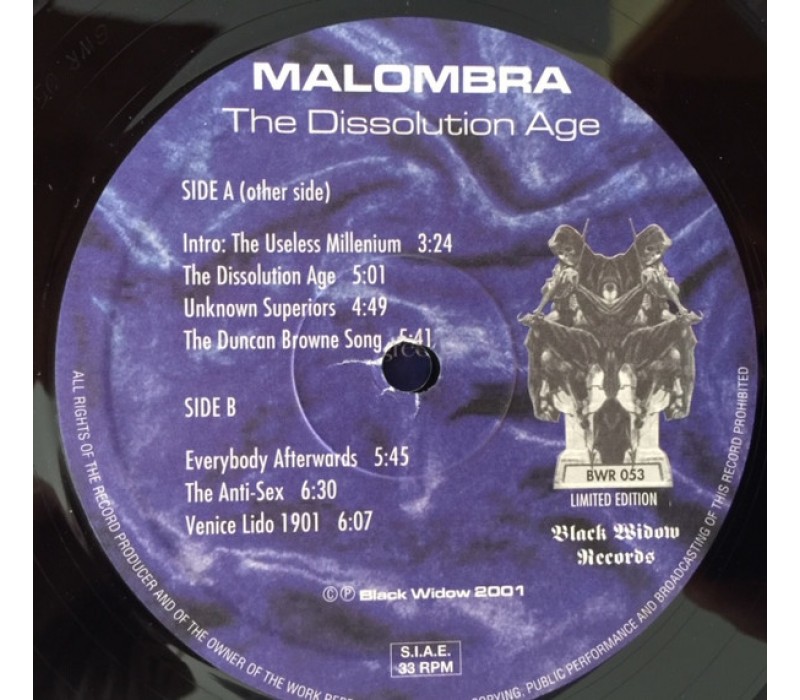 MALOMBRA
The Dissolution Age
SIDE A (other side)
Intro: The Useless Millenium 3:24
The Dissolution Age 5:01
Unknown Superiors 4:49
The Duncan Browne Song 5:41
SIDE B
Everybody Afterwards 5:45
The Anti-Sex 6:30
Venice Lido 1901 6:07
BWR 053
LIMITED EDITION
Black Widow
Records
©℗ Black Widow 2001
S.I.A.E.
33 RPM
ALL RIGHTS OF THE RECORD PRODUCER AND OF THE OWNER OF THE WORK
PUBLIC PERFORMANCE AND BROADCASTING OF THIS RECORD PROHIBITED